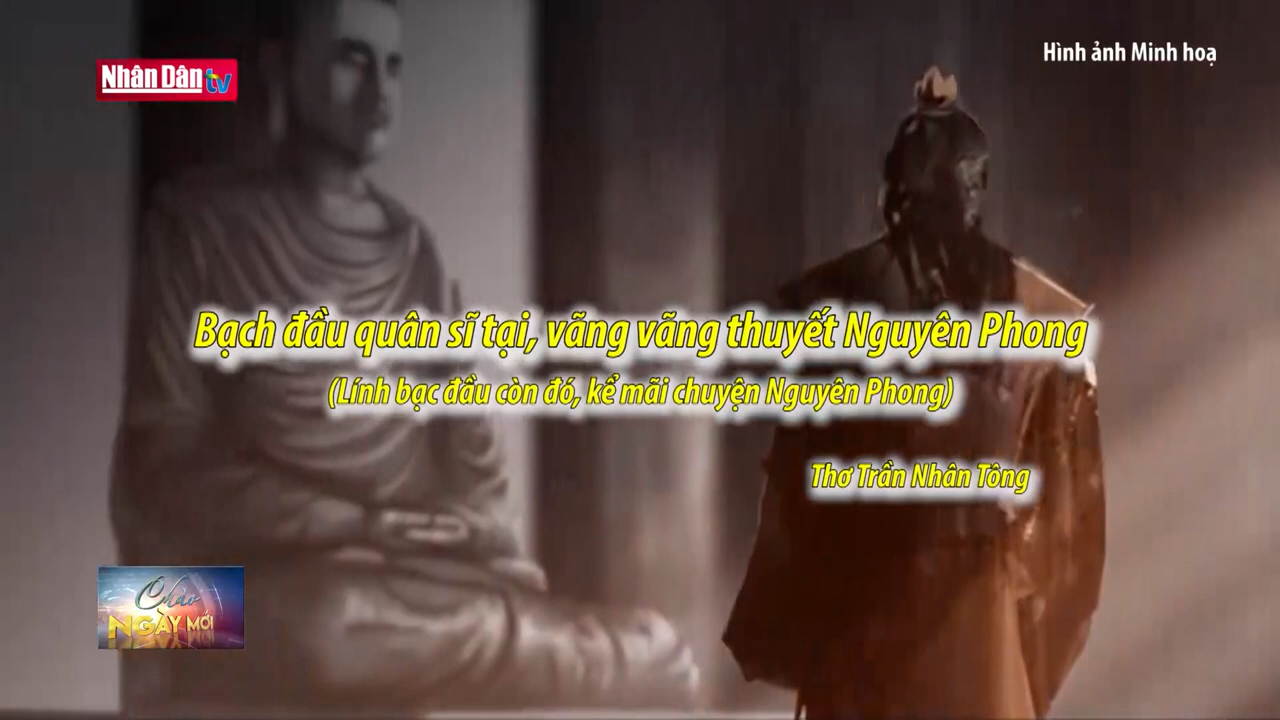 Nhân Dân tv
Hình ảnh Minh hoạ
Bạch đầu quân sĩ tại, vãng vãng thuyết Nguyên Phong
(Lính bạc đầu còn đó, kể mãi chuyện Nguyên Phong)
Thơ Trần Nhân Tông
Chào
NGÀY MỚI